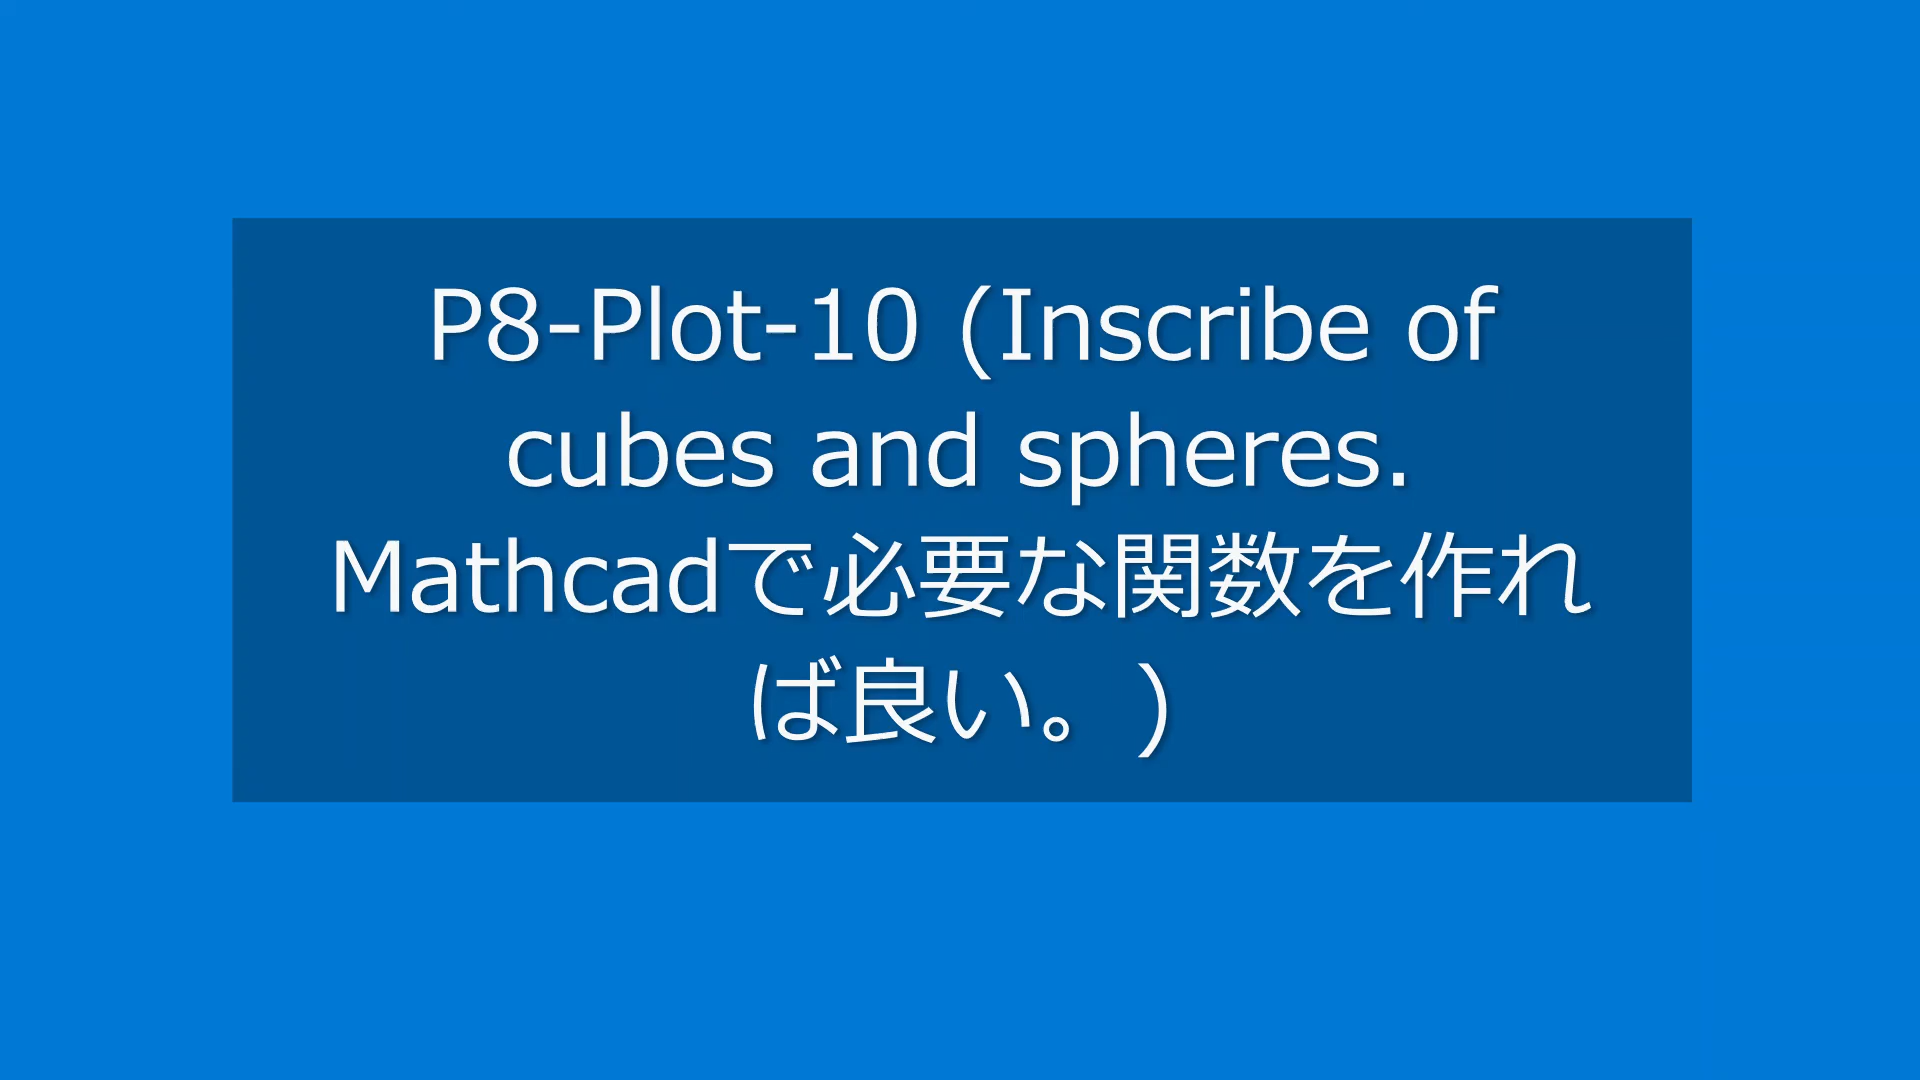 P8-Plot-10 (Inscribe of
cubes and spheres.
Mathcadで必要な関数を作れ
ば良い。)